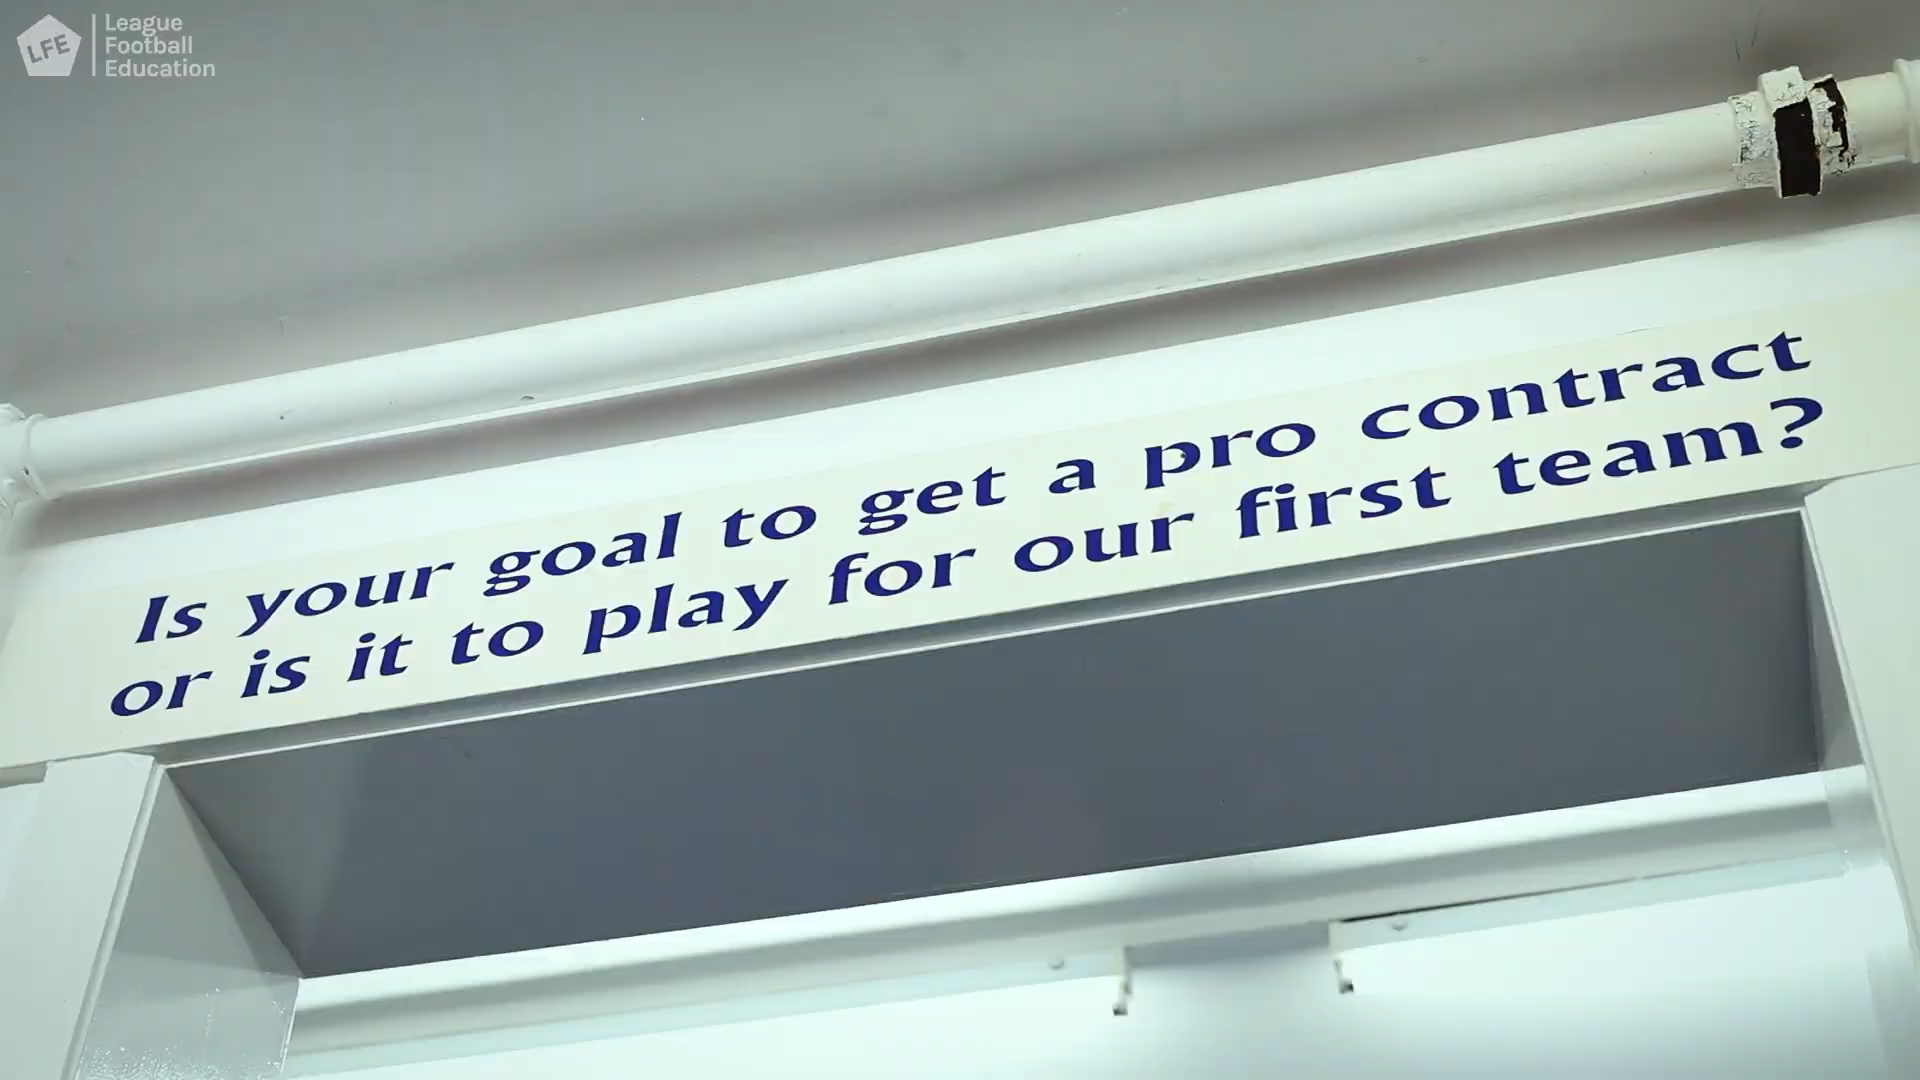 LFE
League
Football
Education
Is your goal to get a pro contract
or is it to play for our first team?